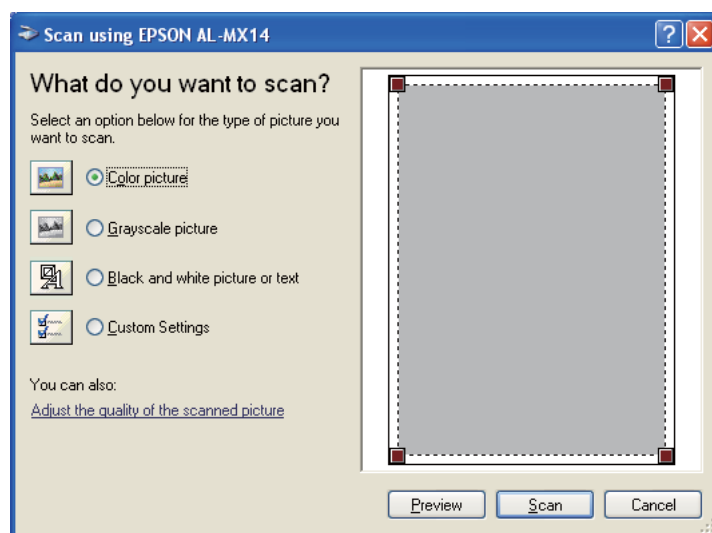 Scan using EPSON AL-MX14
What do you want to scan?
Select an option below for the type of picture you
want to scan.
Color picture
Grayscale picture
Black and white picture or text
Custom Settings
You can also:
Adjust the quality of the scanned picture
Preview
Scan
Cancel